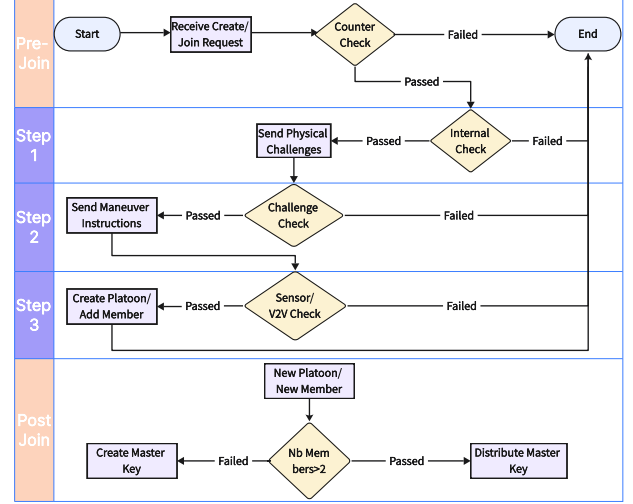 Pre-
Join
Start
Receive Create/
Join Request
Counter
Check
Failed
End
Passed
Step
1
Send Physical
Challenges
Passed
Internal
Check
Failed
Step
2
Send Maneuver
Instructions
Passed
Challenge
Check
Failed
Step
3
Create Platoon/
Add Member
Passed
Sensor/
V2V Check
Failed
Post
Join
New Platoon/
New Member
Create Master
Key
Failed
Nb Mem
bers>2
Passed
Distribute Master
Key